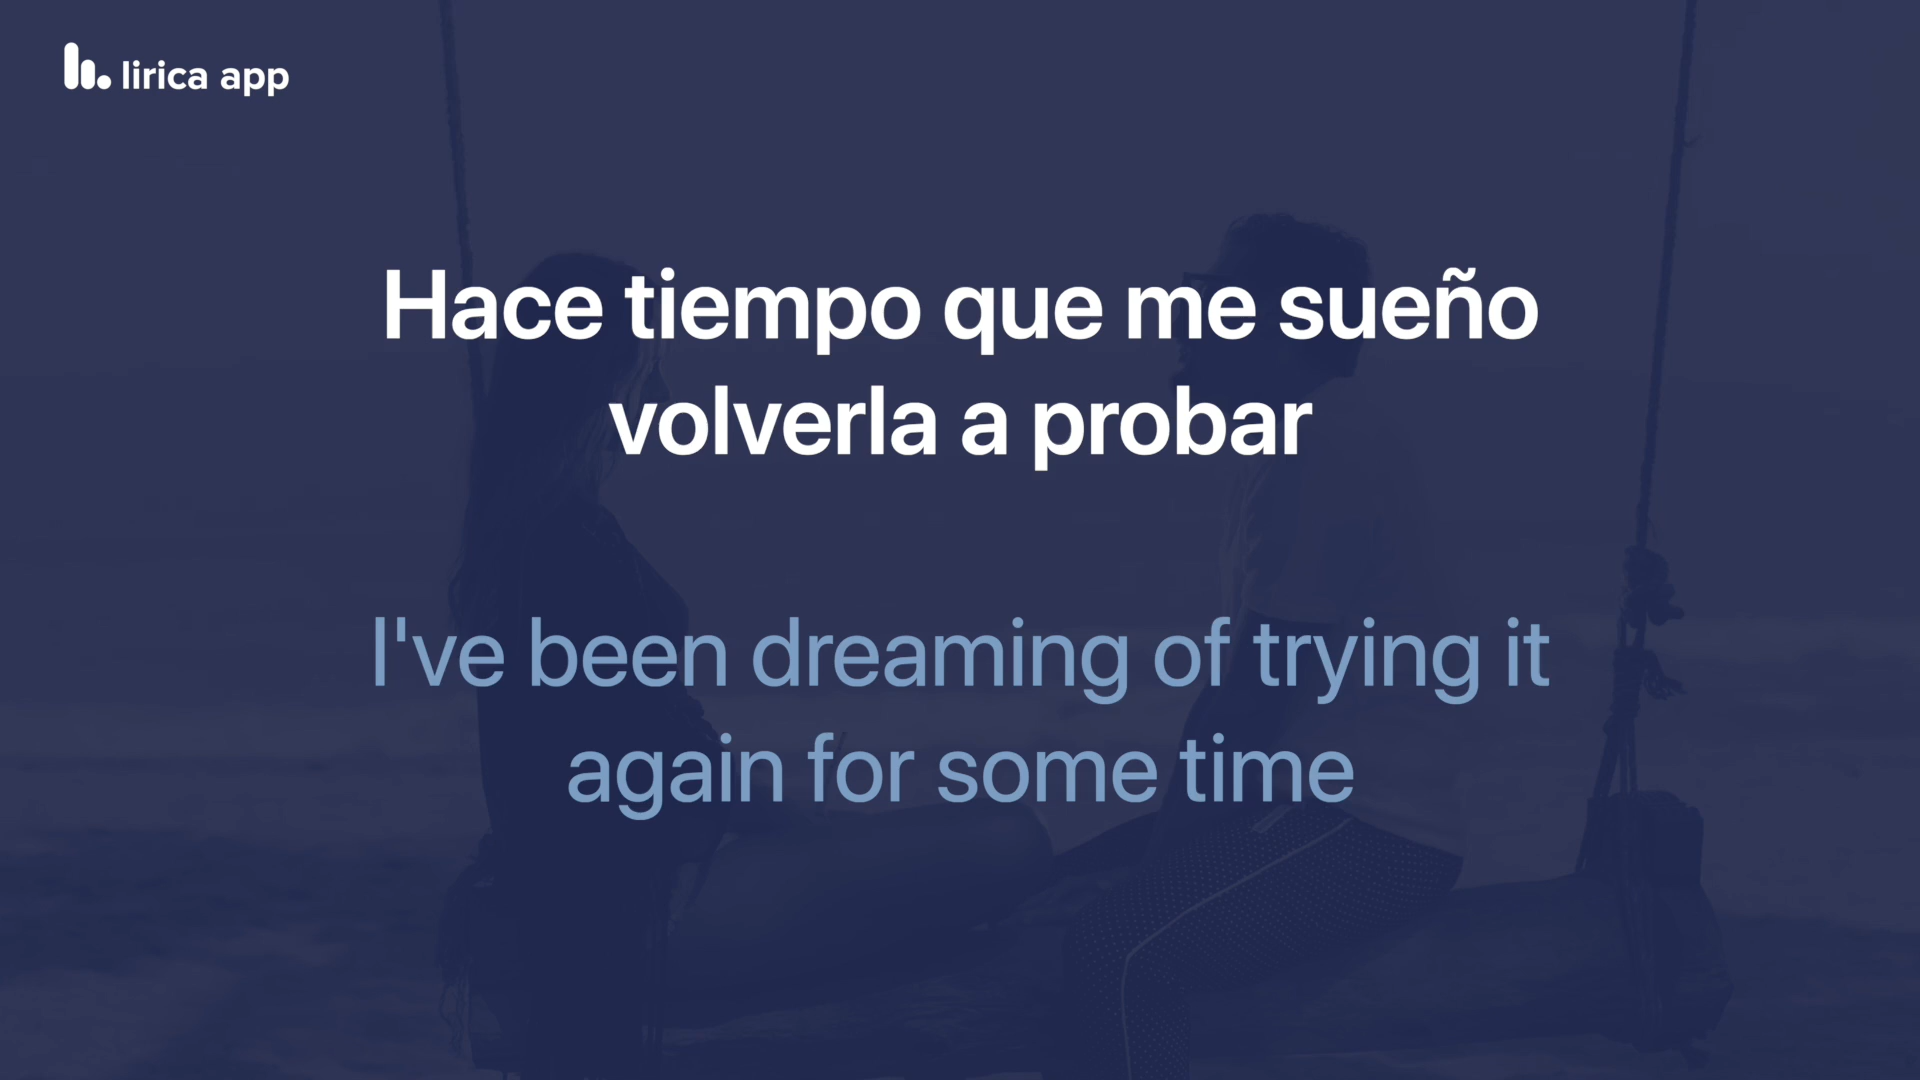 lirica app
Hace tiempo que me sueño
volverla a probar
I've been dreaming of trying it
again for some time